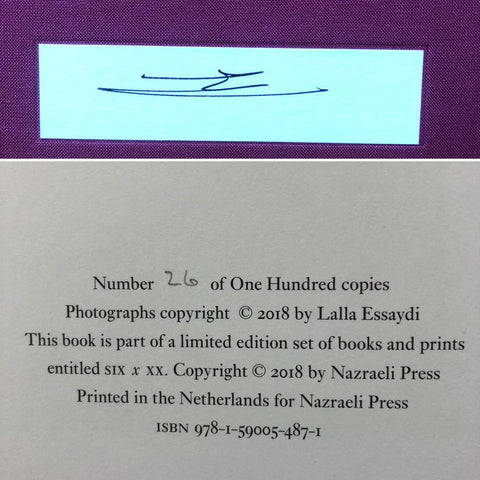 Number 26 of One Hundred copies
Photographs copyright © 2018 by Lalla Essaydi
This book is part of a limited edition set of books and prints
entitled SIX x XX. Copyright © 2018 by Nazraeli Press
Printed in the Netherlands for Nazraeli Press
ISBN 978-1-59005-487-1